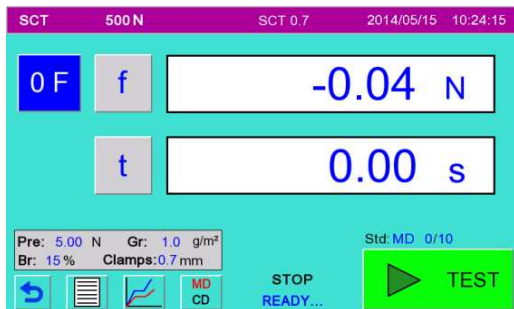 SCT 500 N SCT 0.7 2014/05/15 10:24:15
0 F f -0.04 N
t 0.00 s
Pre: 5.00 N Gr: 1.0 g/m²
Br: 15 % Clamps: 0.7 mm
Std: MD 0/10
MD
CD
STOP
READY...
TEST